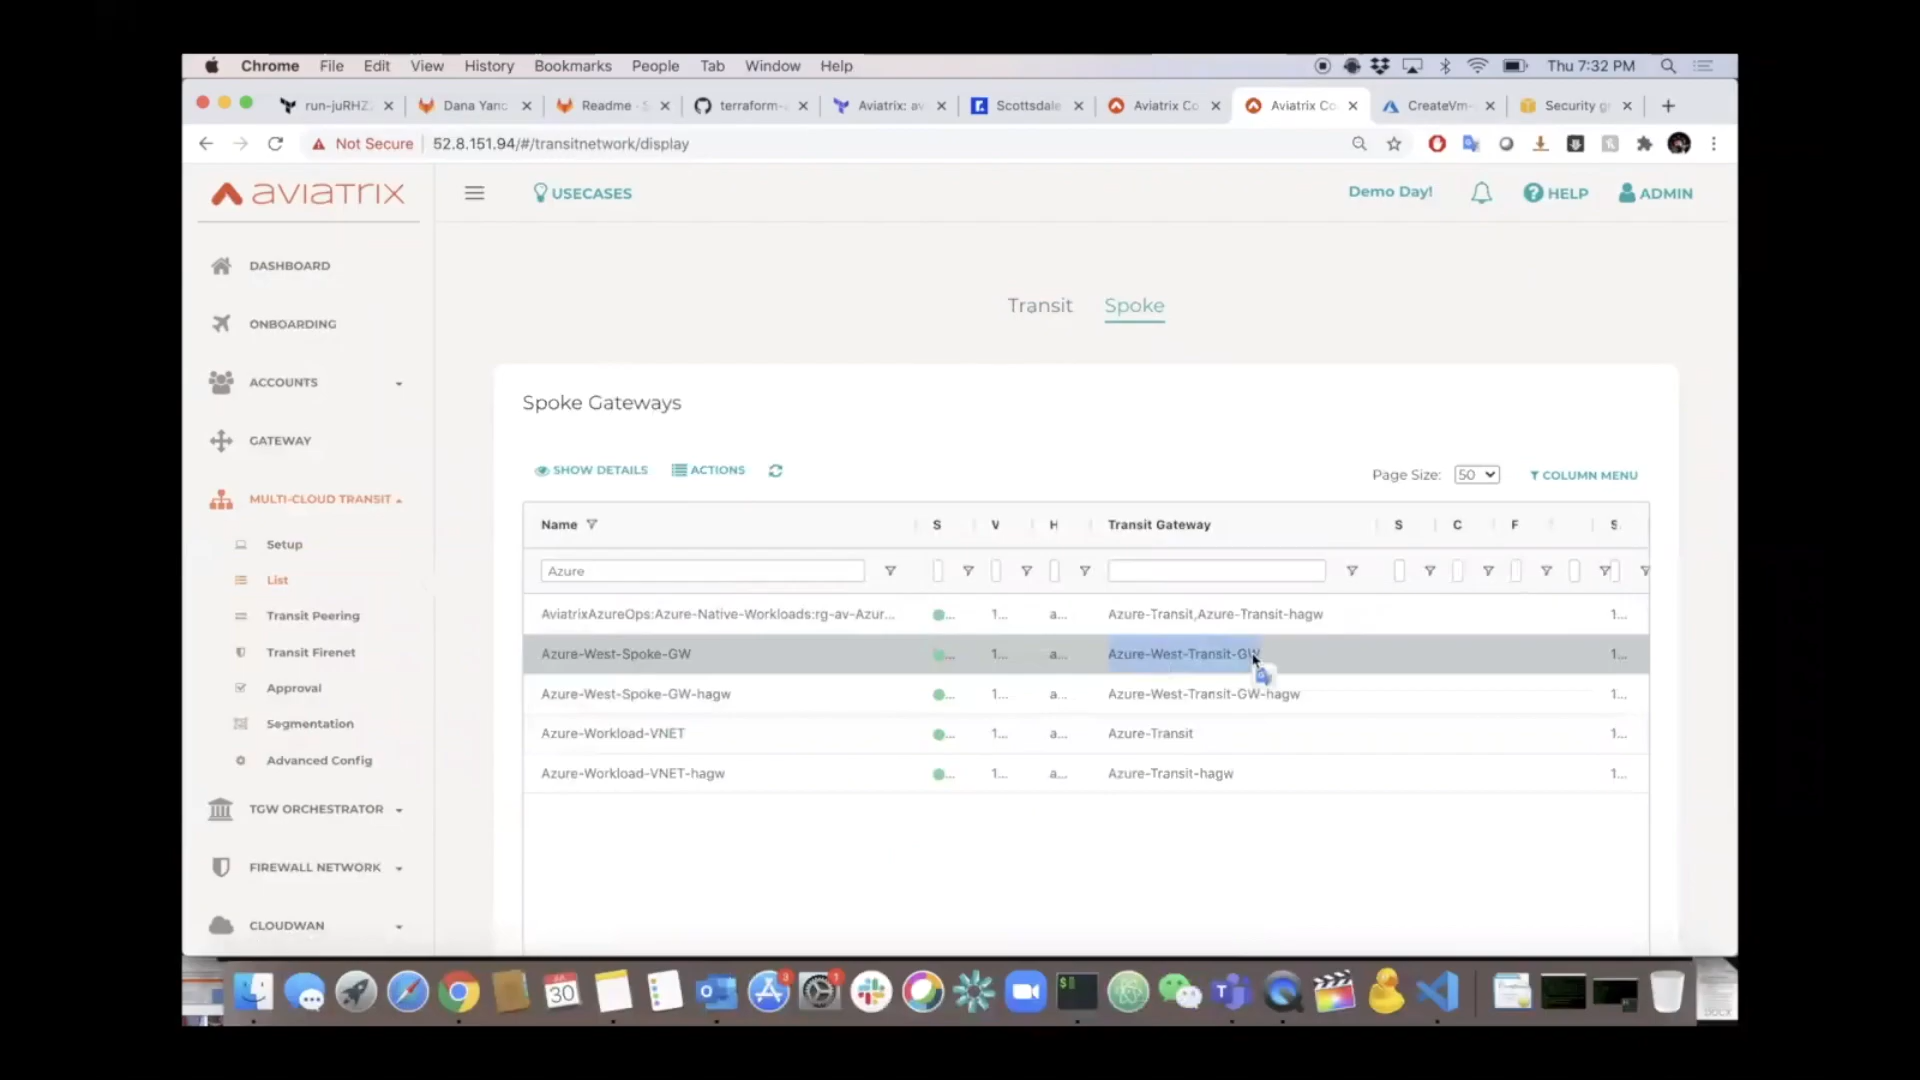 Chrome File Edit View History Bookmarks People Tab Window Help Thu 7:32 PM
run-juRHZ Dana Yanc Readme - S terraform- Aviatrix: av Scottsdale Aviatrix Co Aviatrix Co CreateVm- Security g
Not Secure 52.8.151.94/#/transitnetwork/display
aviatrix USECASES Demo Day! HELP ADMIN
DASHBOARD
ONBOARDING
ACCOUNTS
GATEWAY
MULTI-CLOUD TRANSIT
Setup
List
Transit Peering
Transit Firenet
Approval
Segmentation
Advanced Config
TGW ORCHESTRATOR
FIREWALL NETWORK
CLOUDWAN
Transit Spoke
Spoke Gateways
SHOW DETAILS ACTIONS Page Size: 50 COLUMN MENU
Name S V H Transit Gateway S C F S
Azure
AviatrixAzureOps:Azure-Native-Workloads:rg-av-Azur... ... 1... a... Azure-Transit,Azure-Transit-hagw 1...
Azure-West-Spoke-GW ... 1... a... Azure-West-Transit-GW 1...
Azure-West-Spoke-GW-hagw ... 1... a... Azure-West-Transit-GW-hagw 1...
Azure-Workload-VNET ... 1... a... Azure-Transit 1...
Azure-Workload-VNET-hagw ... 1... a... Azure-Transit-hagw 1...
JUL
30
3
1
DOCX